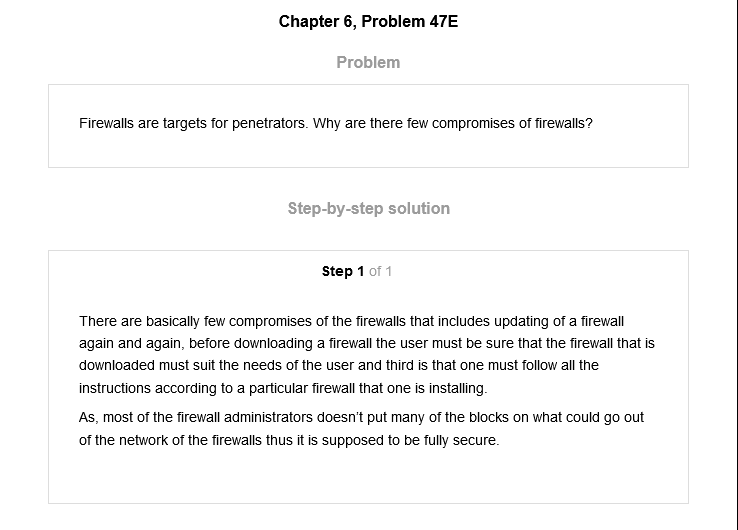 Chapter 6, Problem 47E
Problem
Firewalls are targets for penetrators. Why are there few compromises of firewalls?
Step-by-step solution
Step 1 of 1
There are basically few compromises of the firewalls that includes updating of a firewall
again and again, before downloading a firewall the user must be sure that the firewall that is
downloaded must suit the needs of the user and third is that one must follow all the
instructions according to a particular firewall that one is installing.
As, most of the firewall administrators doesn't put many of the blocks on what could go out
of the network of the firewalls thus it is supposed to be fully secure.